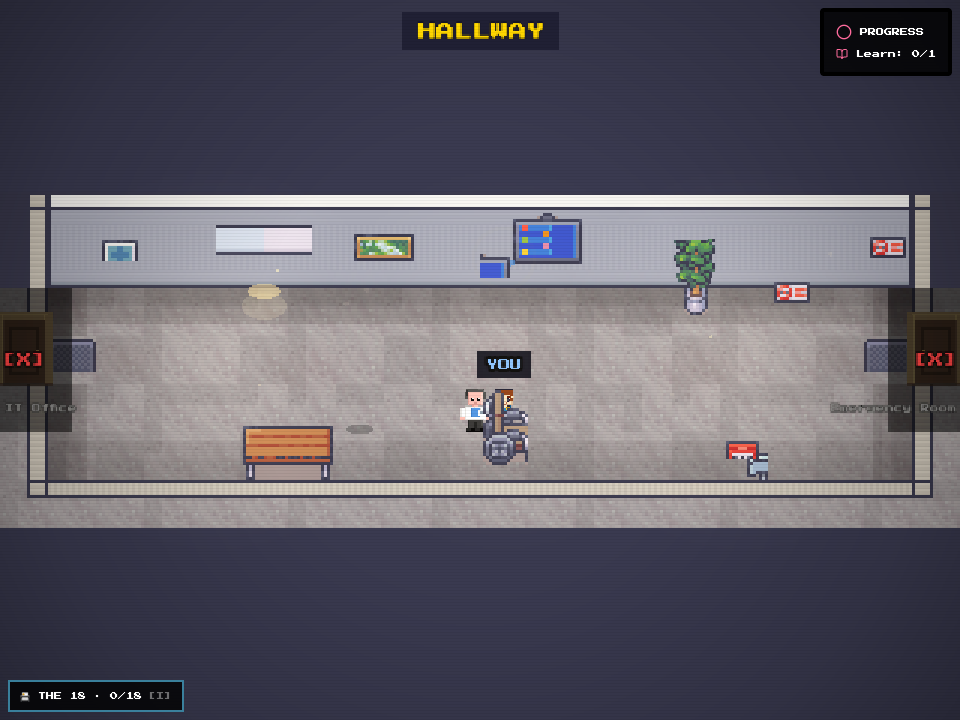 HALLWAY
PROGRESS
Learn: 0/1
YOU
[X]
[X]
IT Office
Emergency Room
THE 18 · 0/18 [I]